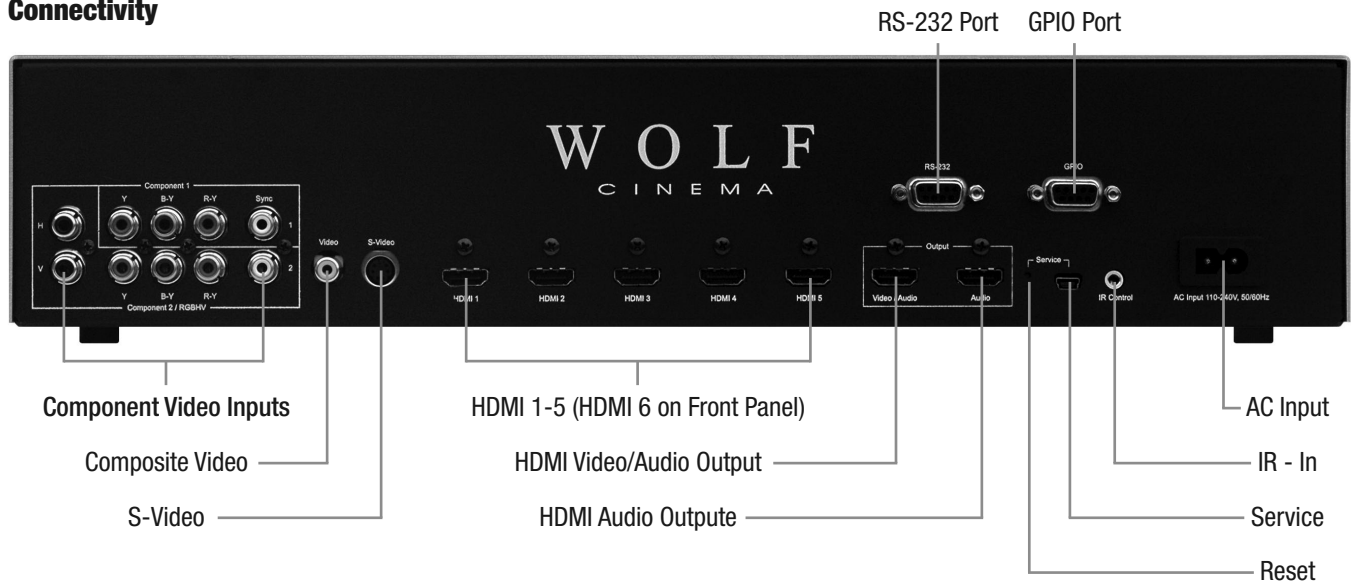 Connectivity
RS-232 Port
GPIO Port
WOLF
CINEMA
RS-232
GPIO
Component 1
Y B-Y R-Y Sync
H
1
V
2
Y B-Y R-Y
Component 2 / RGBHV
Video
S-Video
HDMI 1
HDMI 2
HDMI 3
HDMI 4
HDMI 5
Output
Video / Audio
Audio
Service
IR Control
AC Input 110-240V, 50/60Hz
Component Video Inputs
HDMI 1-5 (HDMI 6 on Front Panel)
AC Input
Composite Video
HDMI Video/Audio Output
IR - In
S-Video
HDMI Audio Outpute
Service
Reset